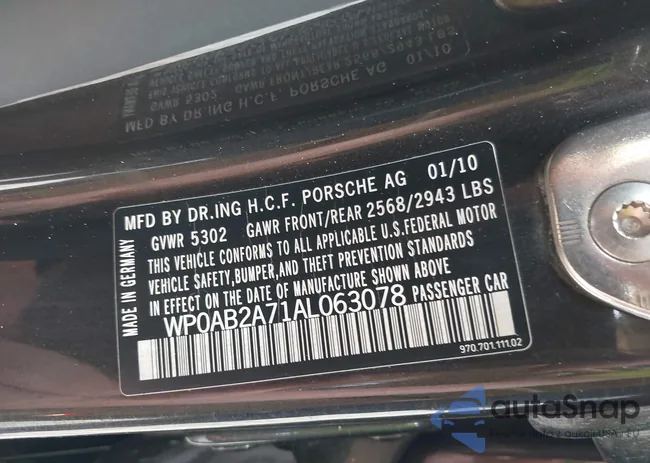 MFD BY DR.ING H.C.F. PORSCHE AG 01/10
GVWR 5302 GAWR FRONT/REAR 2568/2943 LBS
THIS VEHICLE CONFORMS TO ALL APPLICABLE U.S.FEDERAL MOTOR
VEHICLE SAFETY,BUMPER,AND THEFT PREVENTION STANDARDS
IN EFFECT ON THE DATE OF MANUFACTURE SHOWN ABOVE
WP0AB2A71AL063078 PASSENGER CAR
MADE IN GERMANY
970.701.111.02
autoSnap